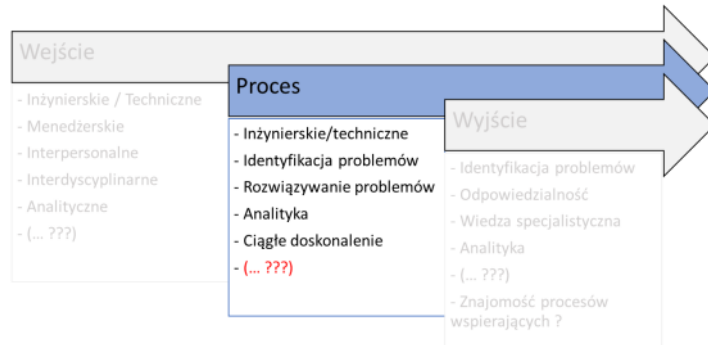 Wejście
- Inżynierskie / Techniczne
- Menedżerskie
- Interpersonalne
- Interdyscyplinarne
- Analityczne
- (... ???)
Proces
- Inżynierskie/techniczne
- Identyfikacja problemów
- Rozwiązywanie problemów
- Analityka
- Ciągłe doskonalenie
- (... ???)
Wyjście
- Identyfikacja problemów
- Odpowiedzialność
- Wiedza specjalistyczna
- Analityka
- (... ???)
- Znajomość procesów
wspierających ?